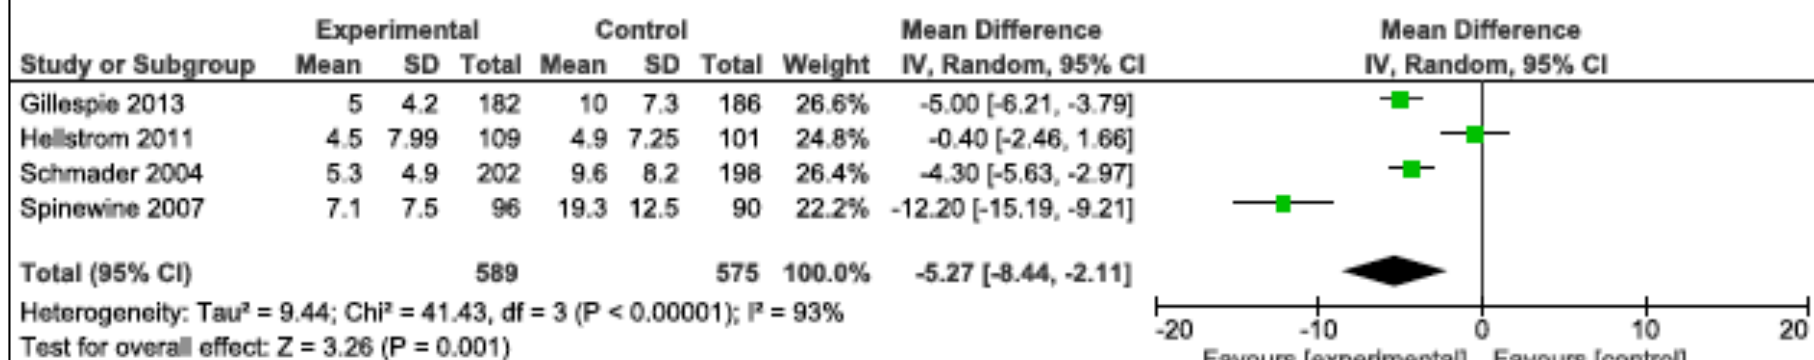 Experimental Control Mean Difference Mean Difference
Study or Subgroup Mean SD Total Mean SD Total Weight IV, Random, 95% CI IV, Random, 95% CI
Gillespie 2013 5 4.2 182 10 7.3 186 26.6% -5.00 [-6.21, -3.79]
Hellstrom 2011 4.5 7.99 109 4.9 7.25 101 24.8% -0.40 [-2.46, 1.66]
Schmader 2004 5.3 4.9 202 9.6 8.2 198 26.4% -4.30 [-5.63, -2.97]
Spinewine 2007 7.1 7.5 96 19.3 12.5 90 22.2% -12.20 [-15.19, -9.21]
Total (95% CI) 589 575 100.0% -5.27 [-8.44, -2.11]
Heterogeneity: Tau² = 9.44; Chi² = 41.43, df = 3 (P < 0.00001); I² = 93%
-20 -10 0 10 20
Test for overall effect: Z = 3.26 (P = 0.001)
Favours [experimental] Favours [control]